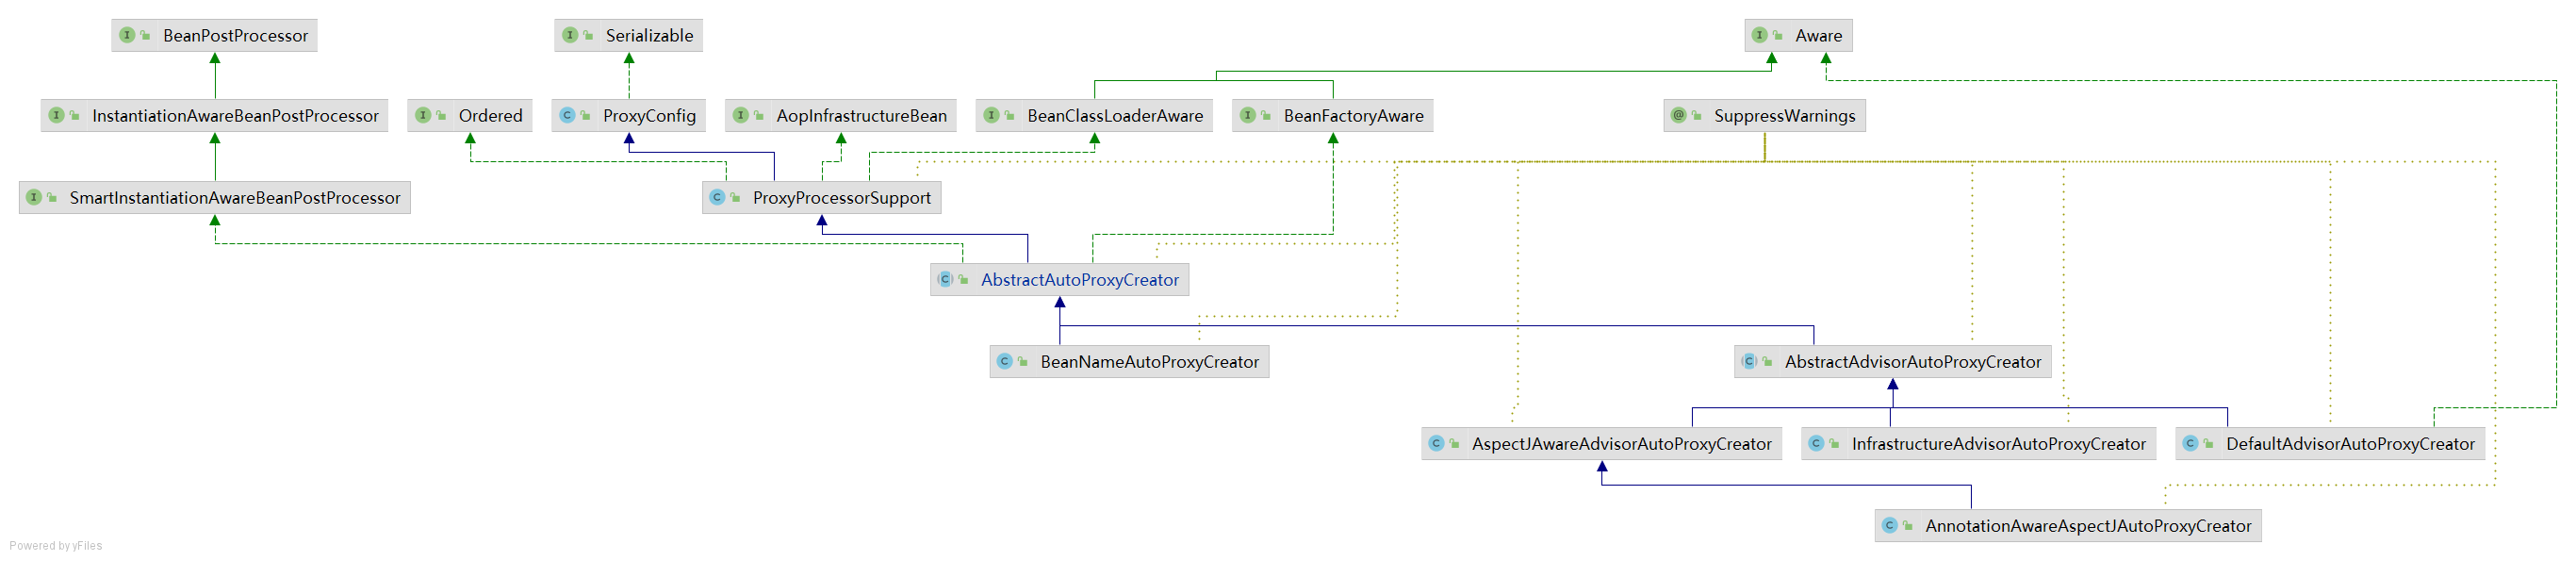 BeanPostProcessor
Serializable
Aware
InstantiationAwareBeanPostProcessor
Ordered
ProxyConfig
AopInfrastructureBean
BeanClassLoaderAware
BeanFactoryAware
SuppressWarnings
SmartInstantiationAwareBeanPostProcessor
ProxyProcessorSupport
AbstractAutoProxyCreator
BeanNameAutoProxyCreator
AbstractAdvisorAutoProxyCreator
AspectJAwareAdvisorAutoProxyCreator
InfrastructureAdvisorAutoProxyCreator
DefaultAdvisorAutoProxyCreator
AnnotationAwareAspectJAutoProxyCreator
Powered by yFiles